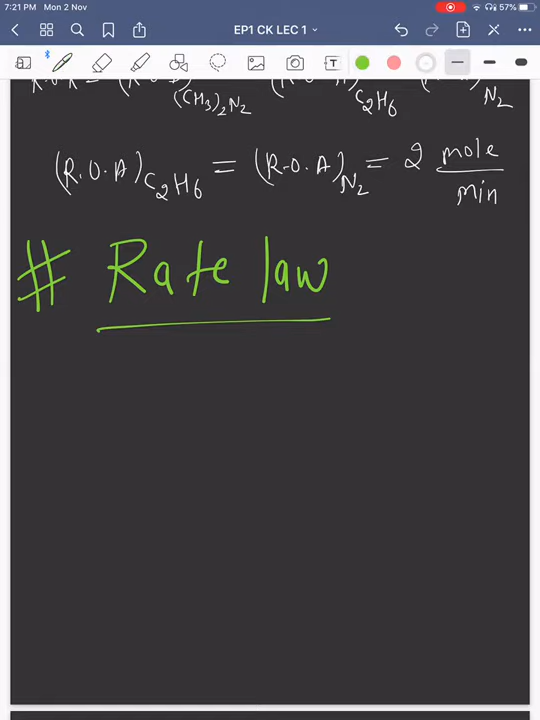 7:21 PM Mon 2 Nov
57%
EP1 CK LEC 1
T
(CH3)2N2 C2H6 N2
(R.O.A)C2H6 = (R.O.A)N2 = 2 mole/min
# Rate law